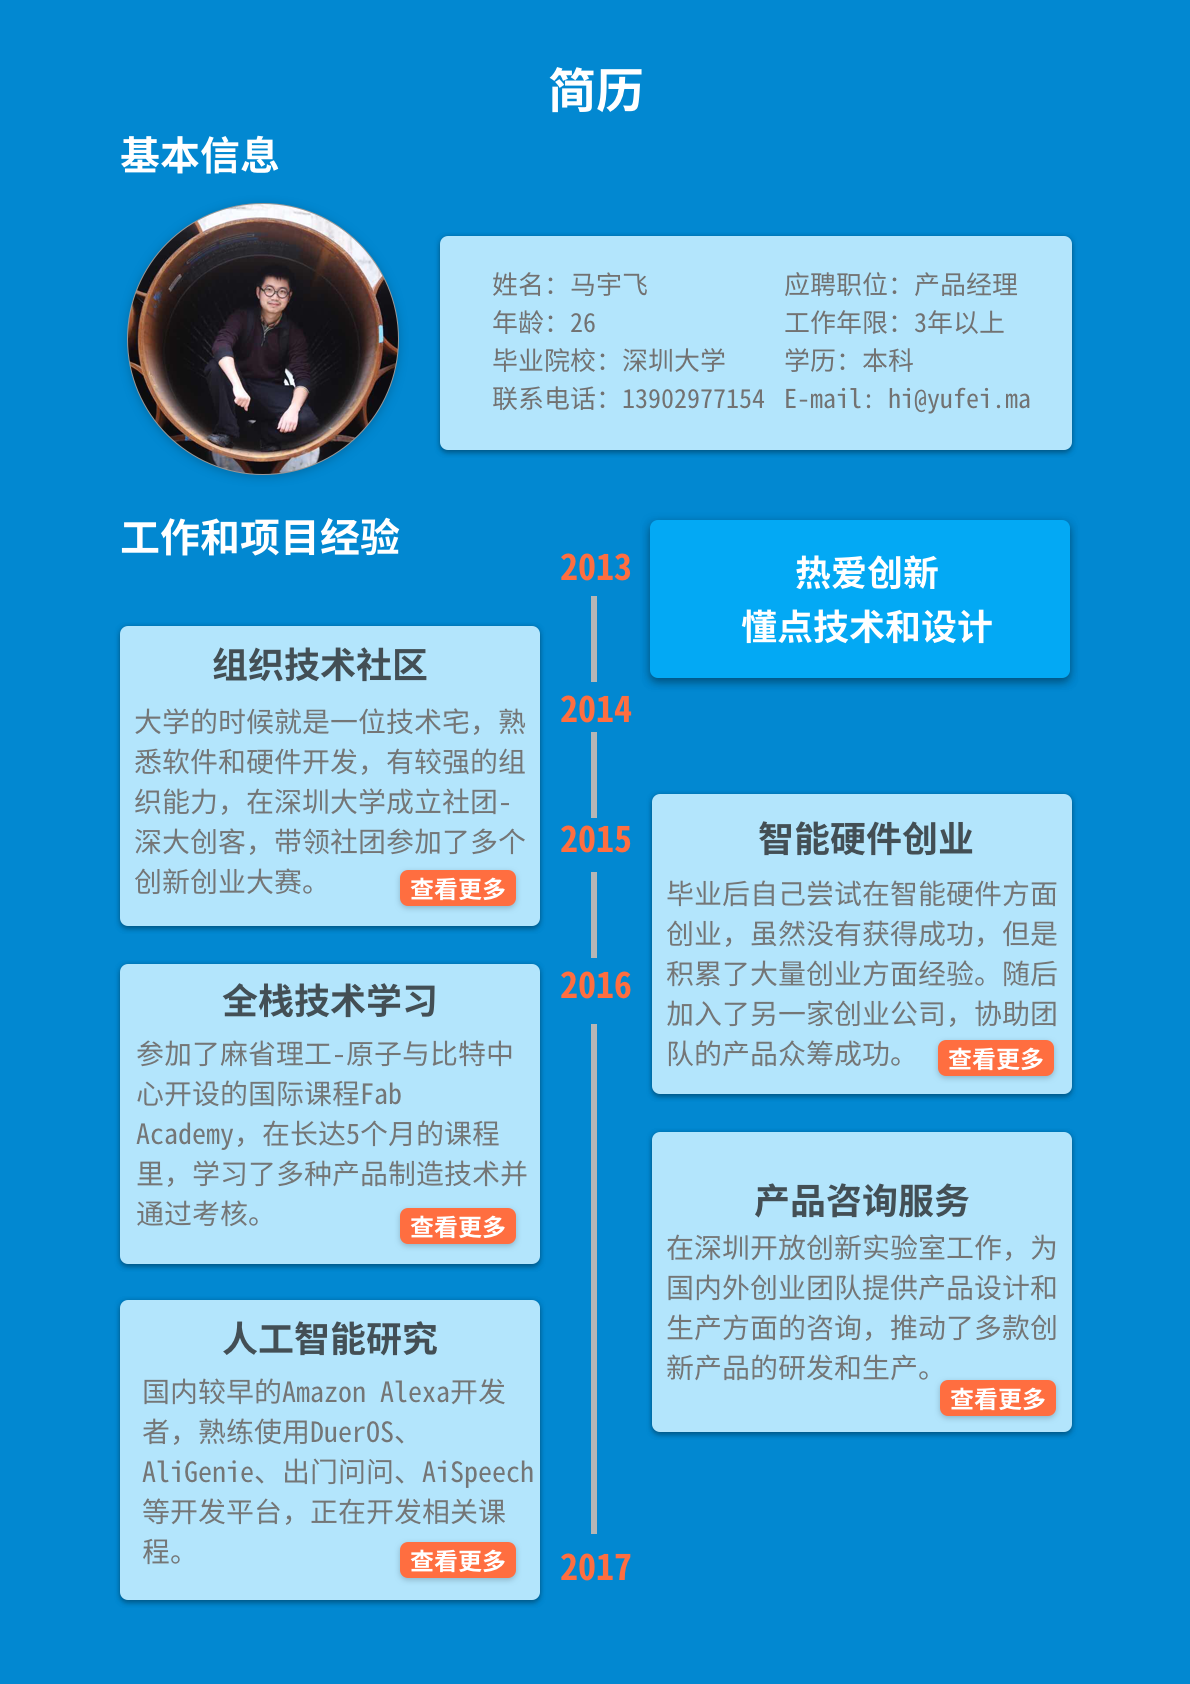 简历
基本信息
姓名：马宇飞
年龄：26
毕业院校：深圳大学
联系电话：13902977154
应聘职位：产品经理
工作年限：3年以上
学历：本科
E-mail: hi@yufei.ma
工作和项目经验
2013
热爱创新
懂点技术和设计
组织技术社区
大学的时候就是一位技术宅，熟
悉软件和硬件开发，有较强的组
织能力，在深圳大学成立社团-
深大创客，带领社团参加了多个
创新创业大赛。
查看更多
2014
2015
智能硬件创业
毕业后自己尝试在智能硬件方面
创业，虽然没有获得成功，但是
积累了大量创业方面经验。随后
加入了另一家创业公司，协助团
队的产品众筹成功。
查看更多
全栈技术学习
参加了麻省理工-原子与比特中
心开设的国际课程Fab
Academy，在长达5个月的课程
里，学习了多种产品制造技术并
通过考核。
查看更多
2016
产品咨询服务
在深圳开放创新实验室工作，为
国内外创业团队提供产品设计和
生产方面的咨询，推动了多款创
新产品的研发和生产。
查看更多
人工智能研究
国内较早的Amazon Alexa开发
者，熟练使用DuerOS、
AliGenie、出门问问、AiSpeech
等开发平台，正在开发相关课
程。
查看更多
2017